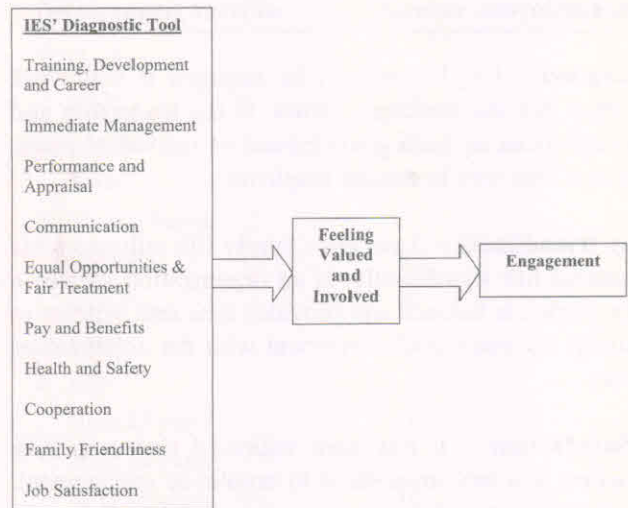 IES' Diagnostic Tool
Training, Development
and Career
Immediate Management
Performance and
Appraisal
Communication
Equal Opportunities &
Fair Treatment
Pay and Benefits
Health and Safety
Cooperation
Family Friendliness
Job Satisfaction
Feeling
Valued
and
Involved
Engagement